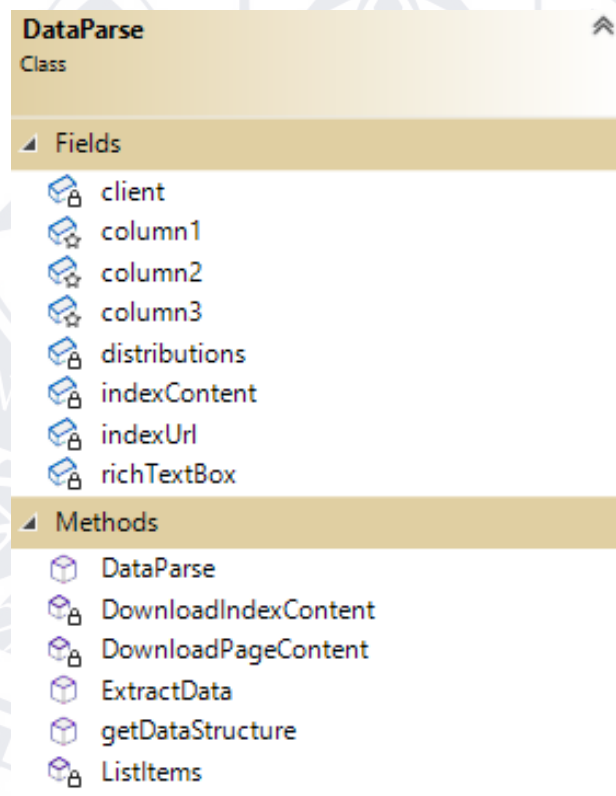 DataParse
Class
Fields
client
column1
column2
column3
distributions
indexContent
indexUrl
richTextBox
Methods
DataParse
DownloadIndexContent
DownloadPageContent
ExtractData
getDataStructure
ListItems